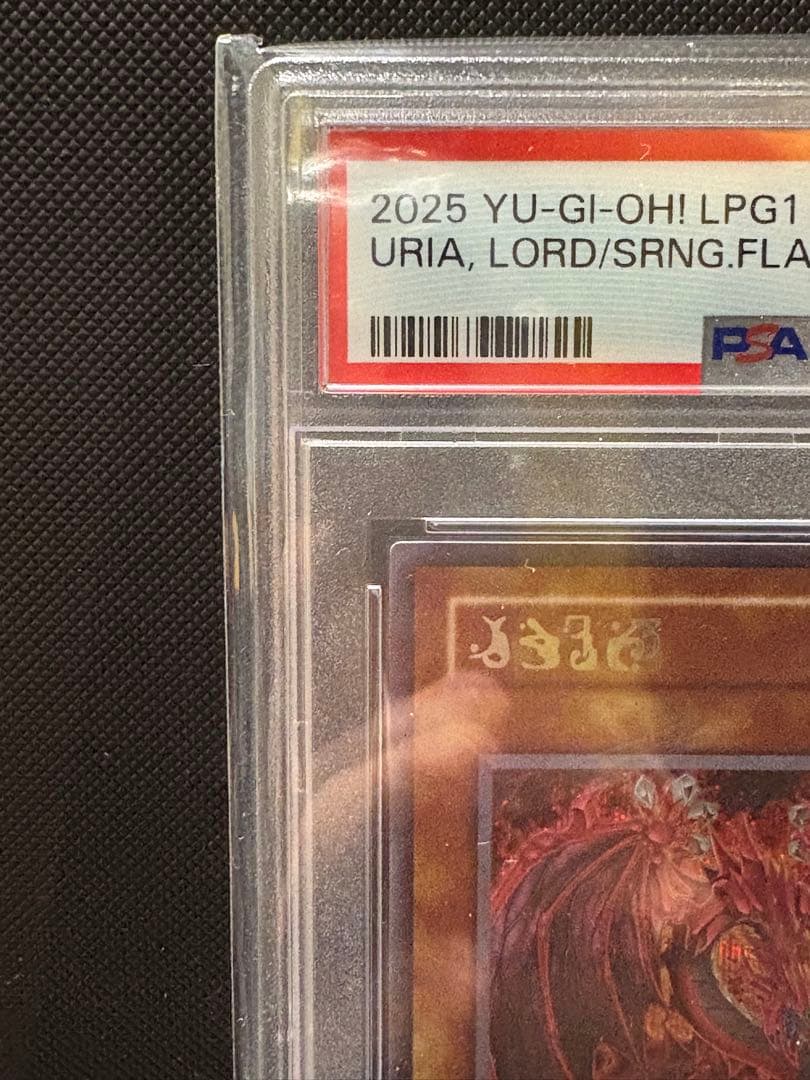 2025 YU-GI-OH! LPG1
URIA, LORD/SRNG.FLA
PSA